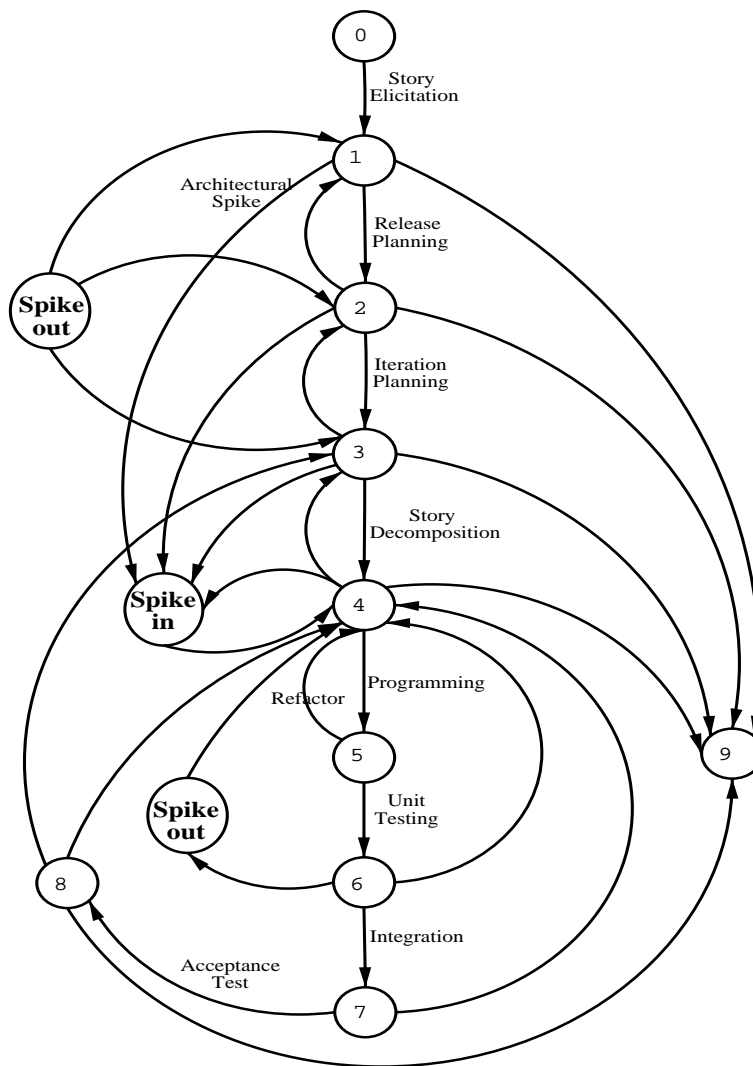 0
Story
Elicitation
1
Architectural
Spike
Release
Planning
Spike
out
2
Iteration
Planning
3
Story
Decomposition
Spike
in
4
Refactor
Programming
5
9
Spike
out
Unit
Testing
8
6
Integration
Acceptance
Test
7